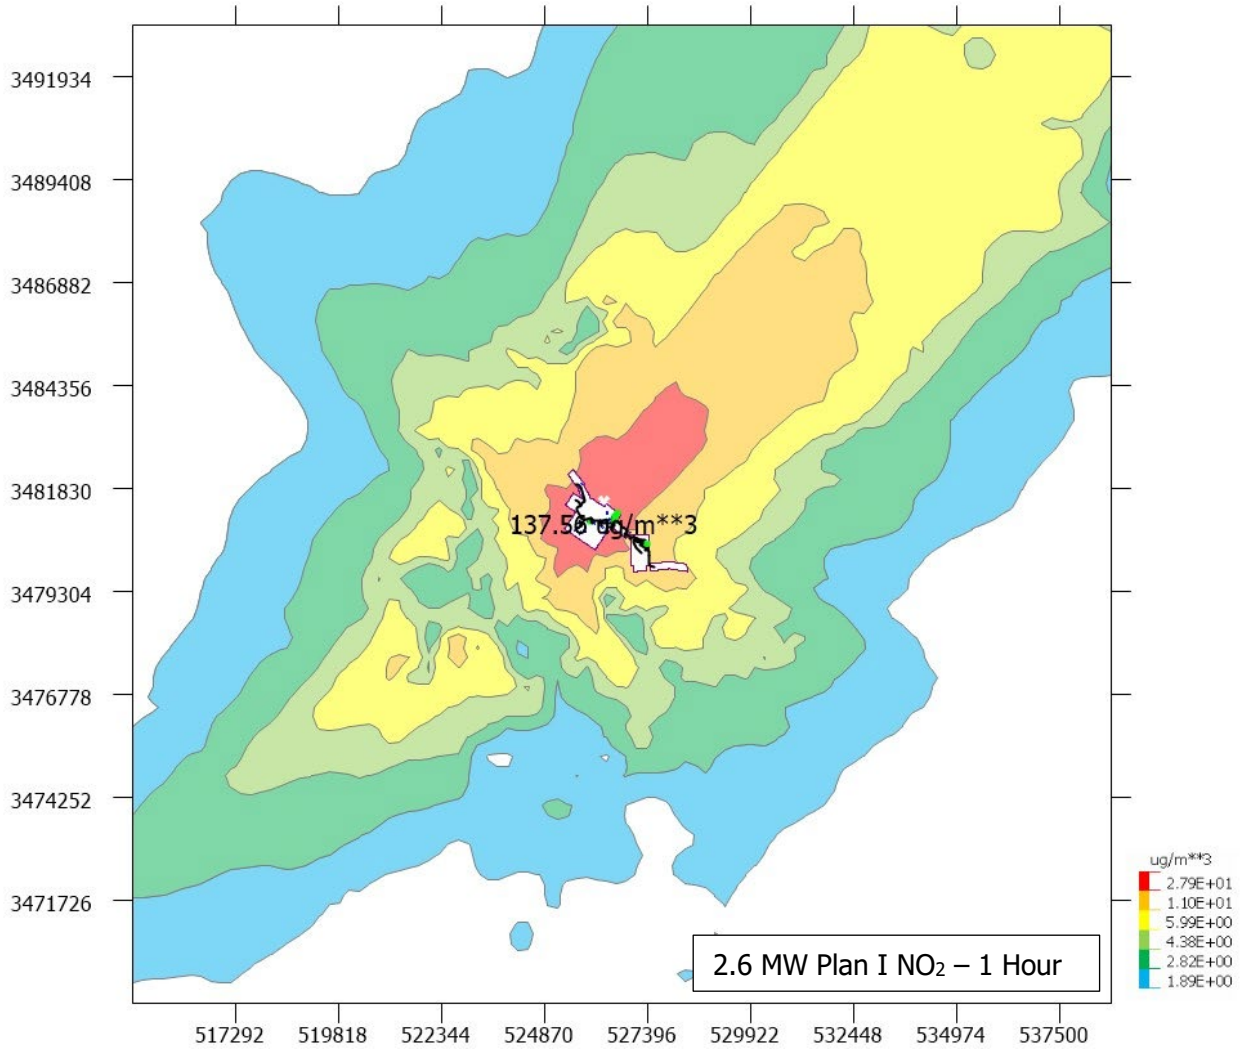 3491934
3489408
3486882
3484356
3481830
137.56 ug/m**3
3479304
3476778
3474252
ug/m**3
2.79E+01
1.10E+01
5.99E+00
4.38E+00
2.82E+00
1.89E+00
3471726
2.6 MW Plan I NO₂ – 1 Hour
517292 519818 522344 524870 527396 529922 532448 534974 537500